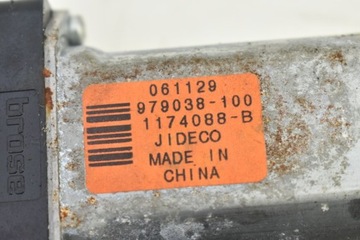 061129
979038-100
1174088-B
JIDECO
MADE IN
CHINA
brose